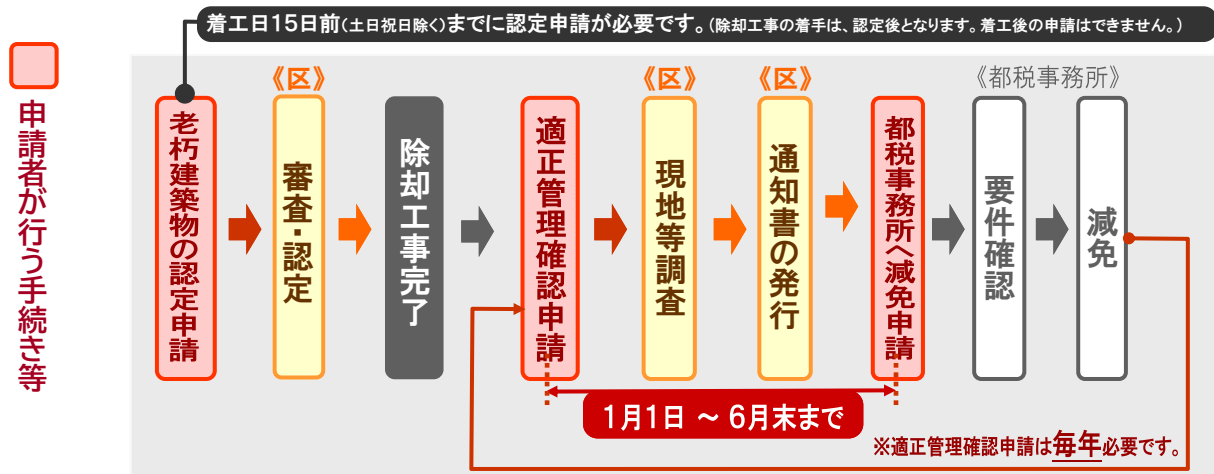 着工日15日前(土日祝日除く)までに認定申請が必要です。(除却工事の着手は、認定後となります。着工後の申請はできません。)
申請者が行う手続き等
老朽建築物の認定申請
《区》
審査・認定
除却工事完了
適正管理確認申請
《区》
現地等調査
《区》
通知書の発行
都税事務所へ減免申請
《都税事務所》
要件確認
減免
1月1日 ~ 6月末まで
※適正管理確認申請は毎年必要です。